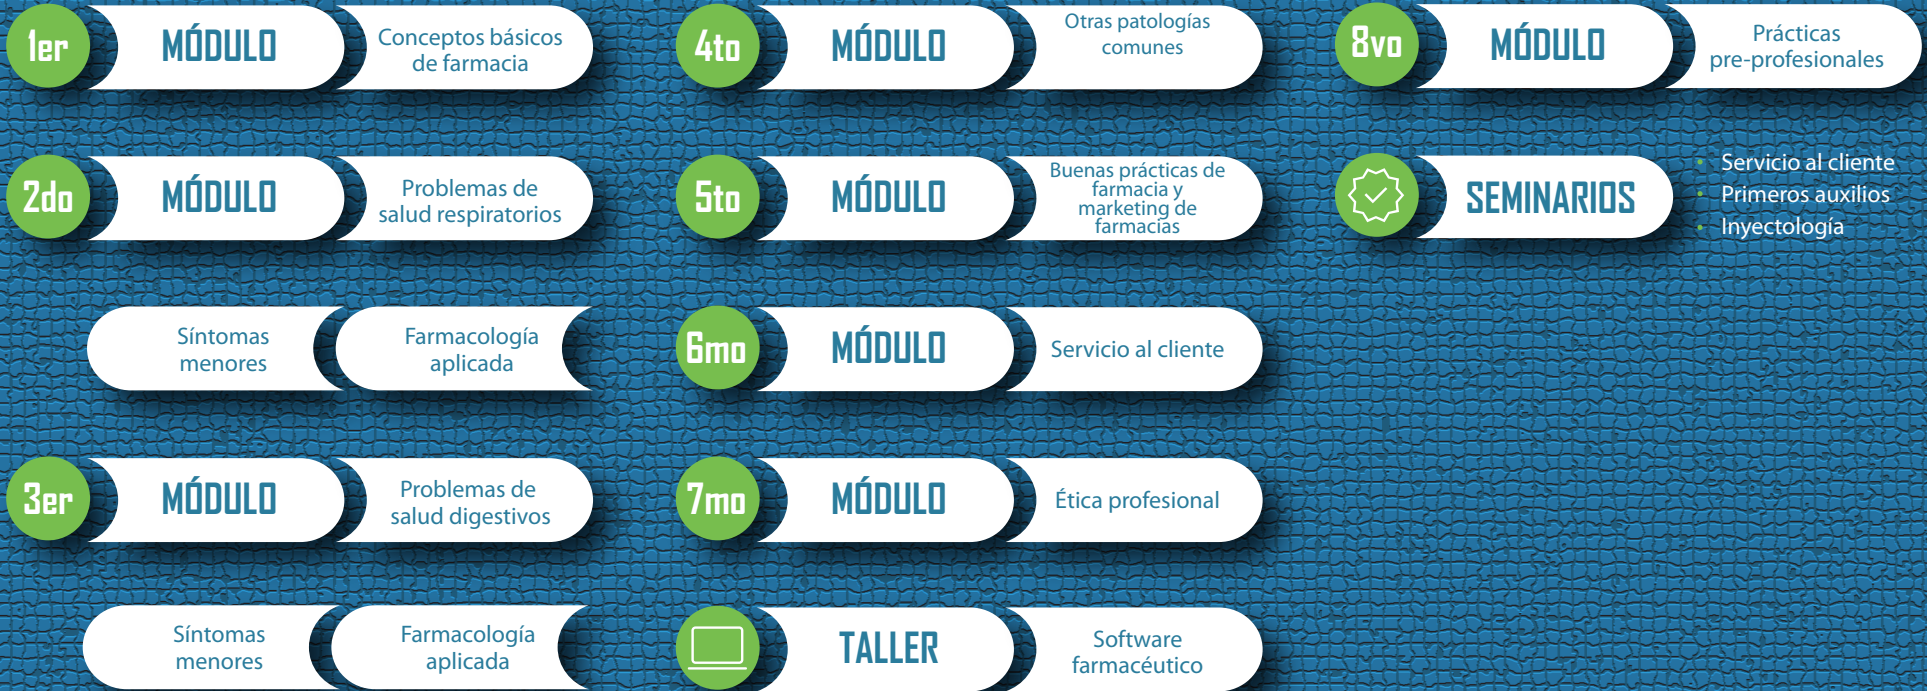 1er
MÓDULO
Conceptos básicos
de farmacia
2do
MÓDULO
Problemas de
salud respiratorios
Síntomas
menores
Farmacología
aplicada
3er
MÓDULO
Problemas de
salud digestivos
Síntomas
menores
Farmacología
aplicada
4to
MÓDULO
Otras patologías
comunes
5to
MÓDULO
Buenas prácticas de
farmacia y
marketing de
farmacias
6mo
MÓDULO
Servicio al cliente
7mo
MÓDULO
Ética profesional
TALLER
Software
farmacéutico
8vo
MÓDULO
Prácticas
pre-profesionales
SEMINARIOS
• Servicio al cliente
• Primeros auxilios
• Inyectología